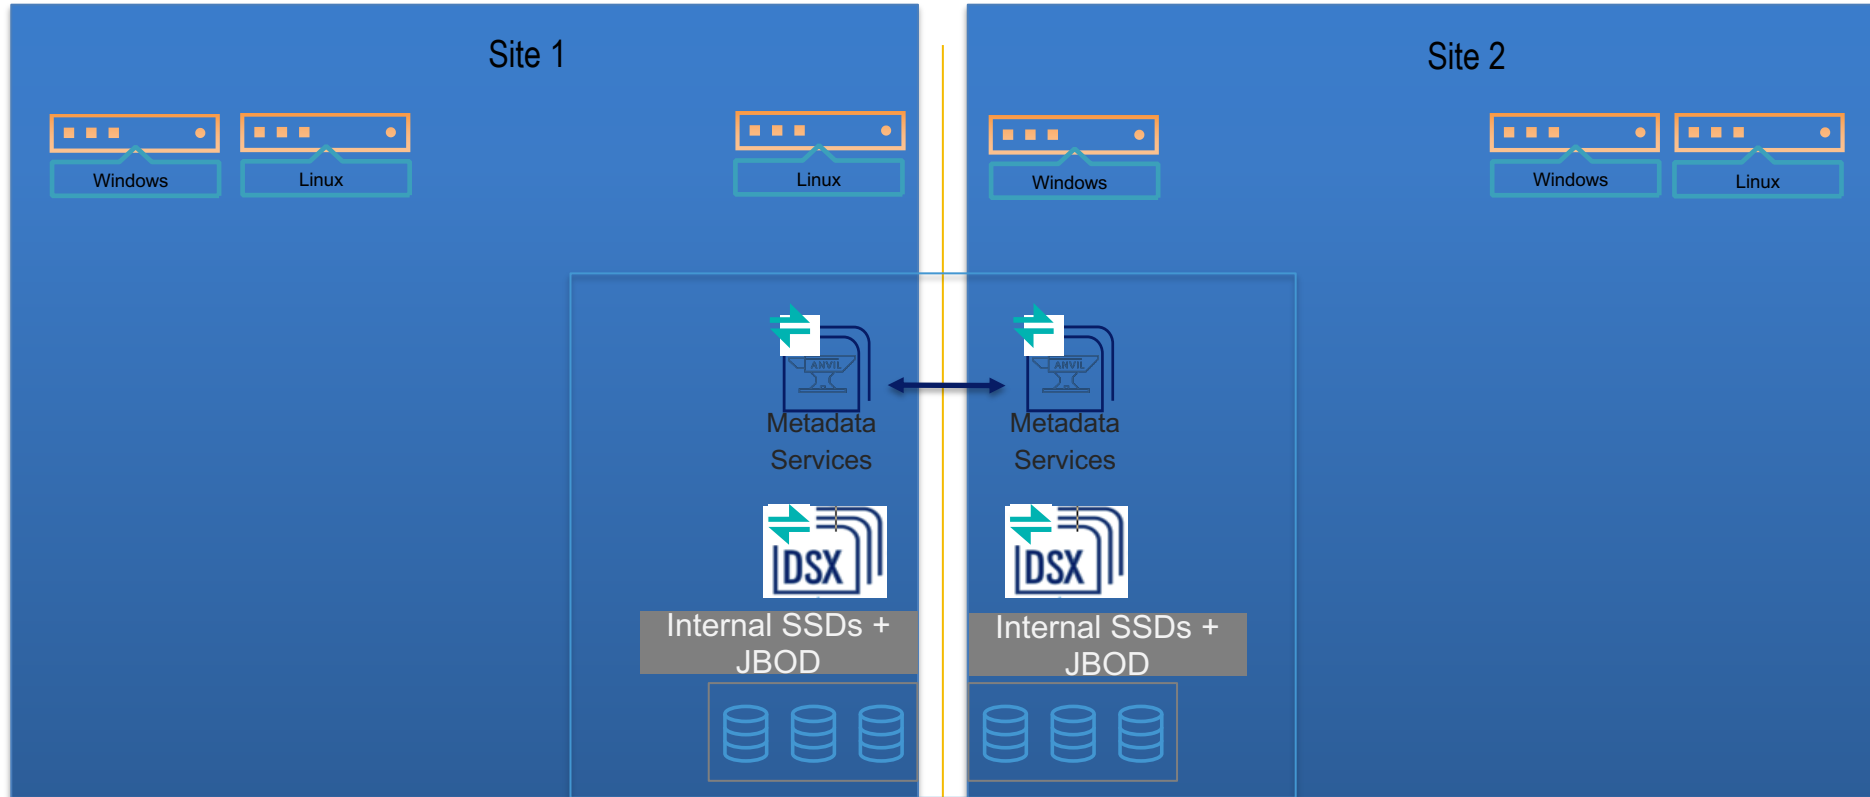 Site 1
Site 2
Windows
Linux
Linux
Windows
Windows
Linux
ANVIL
ANVIL
Metadata
Services
Metadata
Services
DSX
DSX
Internal SSDs +
JBOD
Internal SSDs +
JBOD